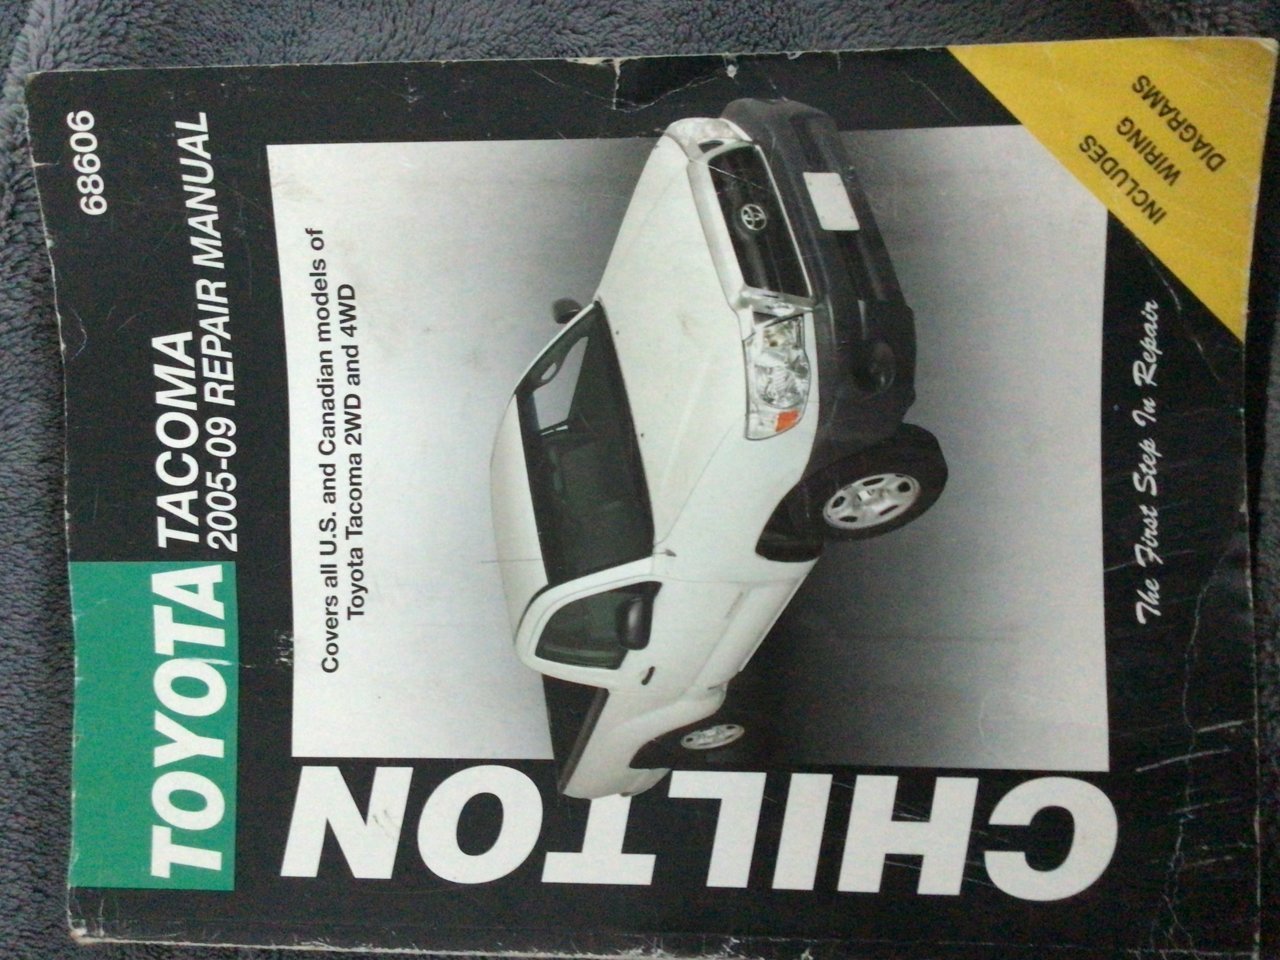 68606
TOYOTA TACOMA
2005-09 REPAIR MANUAL
Covers all U.S. and Canadian models of
Toyota Tacoma 2WD and 4WD
CHILTON
The First Step In Repair
INCLUDES
WIRING
DIAGRAMS